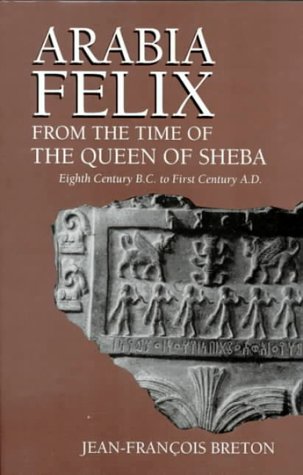 ARABIA
FELIX
FROM THE TIME OF
THE QUEEN OF SHEBA
Eighth Century B.C. to First Century A.D.
JEAN-FRANÇOIS BRETON